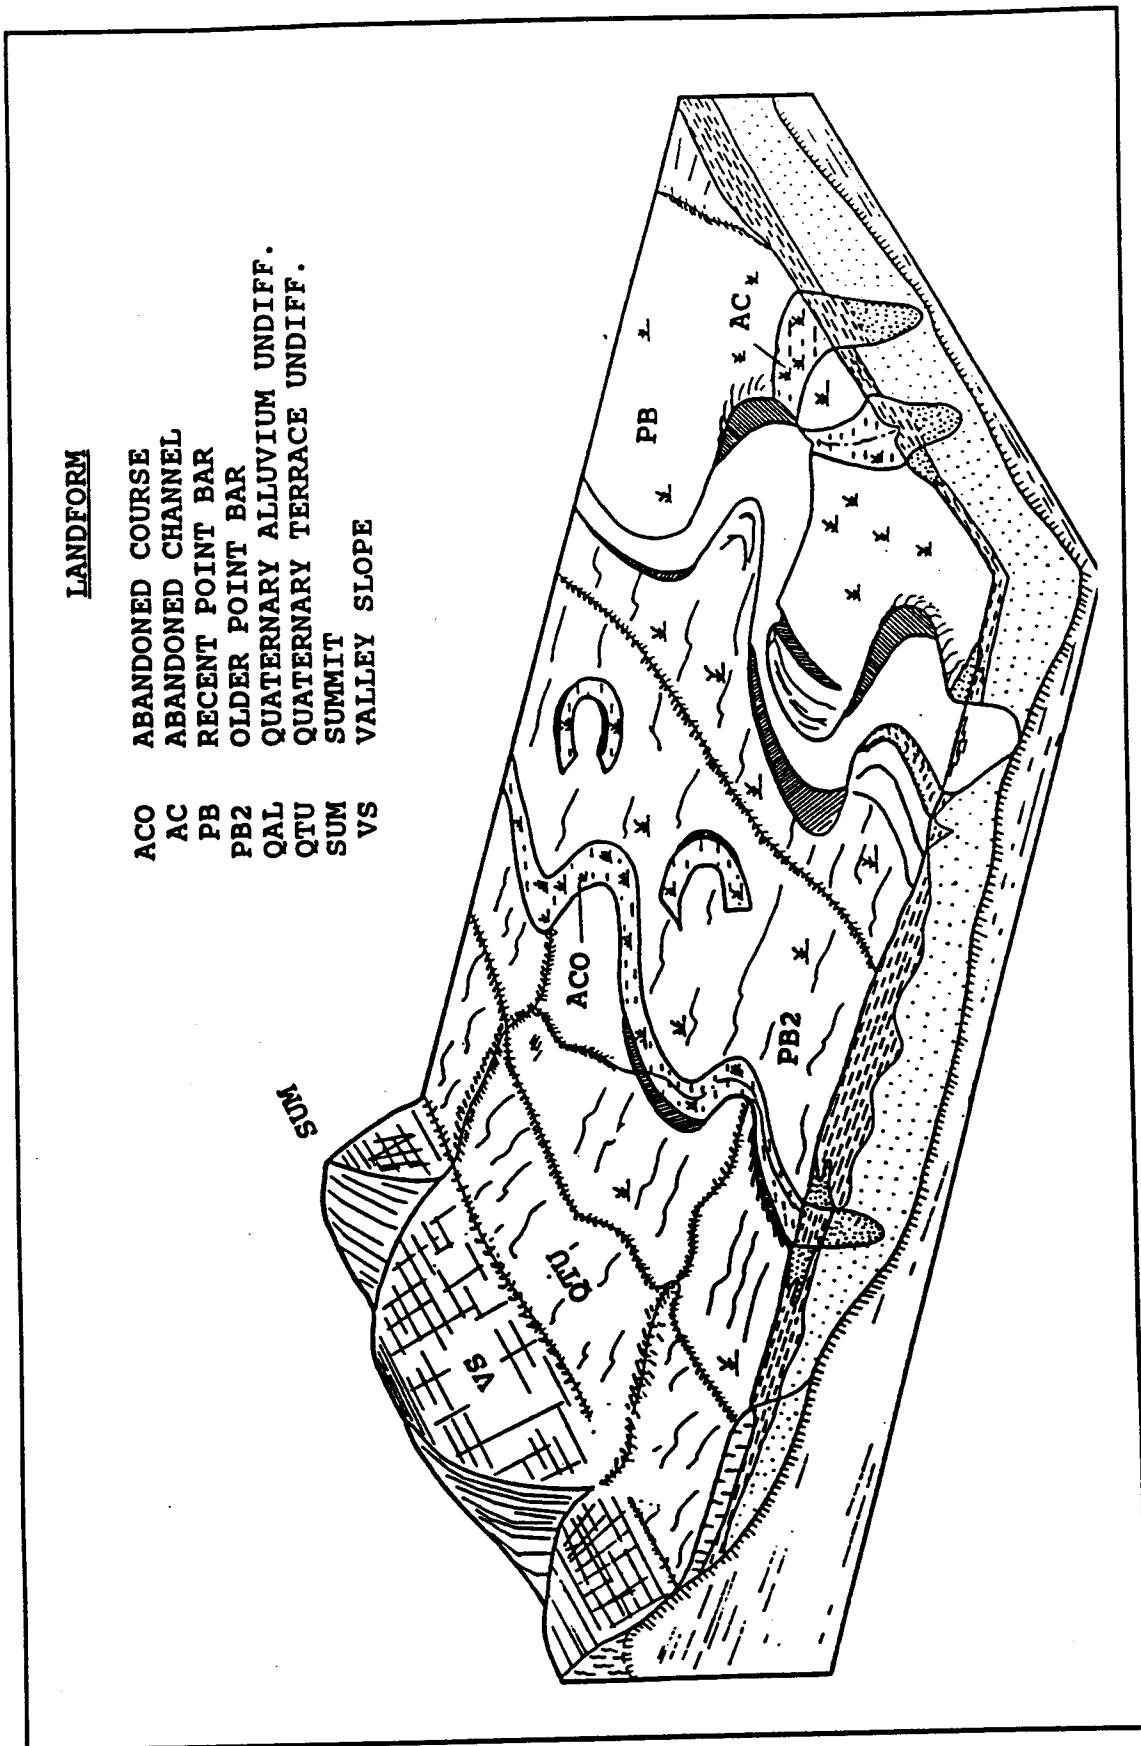 LANDFORM
ACO ABANDONED COURSE
AC ABANDONED CHANNEL
PB RECENT POINT BAR
PB2 OLDER POINT BAR
QAL QUATERNARY ALLUVIUM UNDIFF.
QTU QUATERNARY TERRACE UNDIFF.
SUM SUMMIT
VS VALLEY SLOPE
SUM
VS
QTU
ACO
PB2
PB
AC